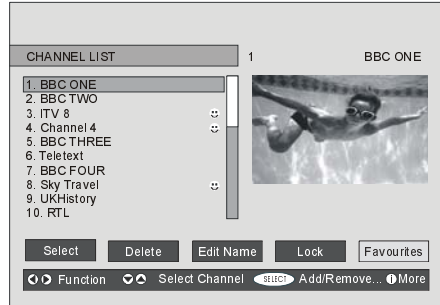 CHANNEL LIST
1 BBC ONE
1. BBC ONE
2. BBC TWO
3. ITV 8
4. Channel 4
5. BBC THREE
6. Teletext
7. BBC FOUR
8. Sky Travel
9. UKHistory
10. RTL
Select Delete Edit Name Lock Favourites
Function Select Channel SELECT Add/Remove... i More